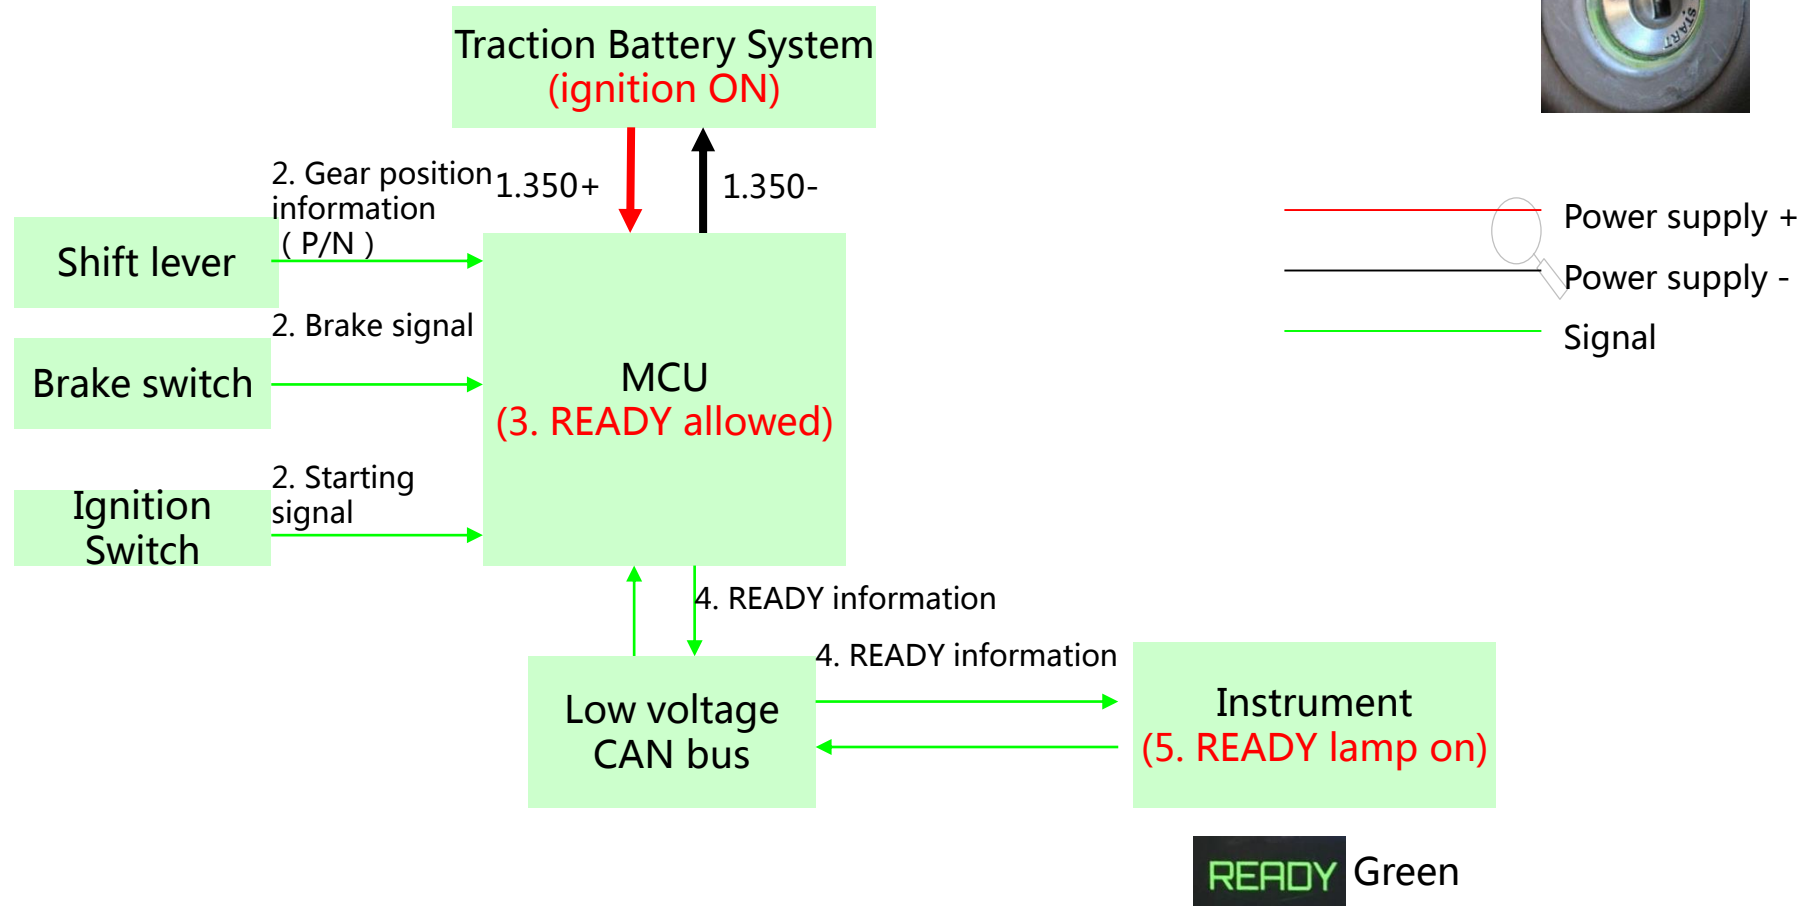 Traction Battery System
(ignition ON)
START
2. Gear position
information
( P/N )
1.350+
1.350-
Power supply +
Power supply -
Signal
Shift lever
2. Brake signal
Brake switch
MCU
(3. READY allowed)
2. Starting
signal
Ignition
Switch
4. READY information
4. READY information
Low voltage
CAN bus
Instrument
(5. READY lamp on)
READY
Green